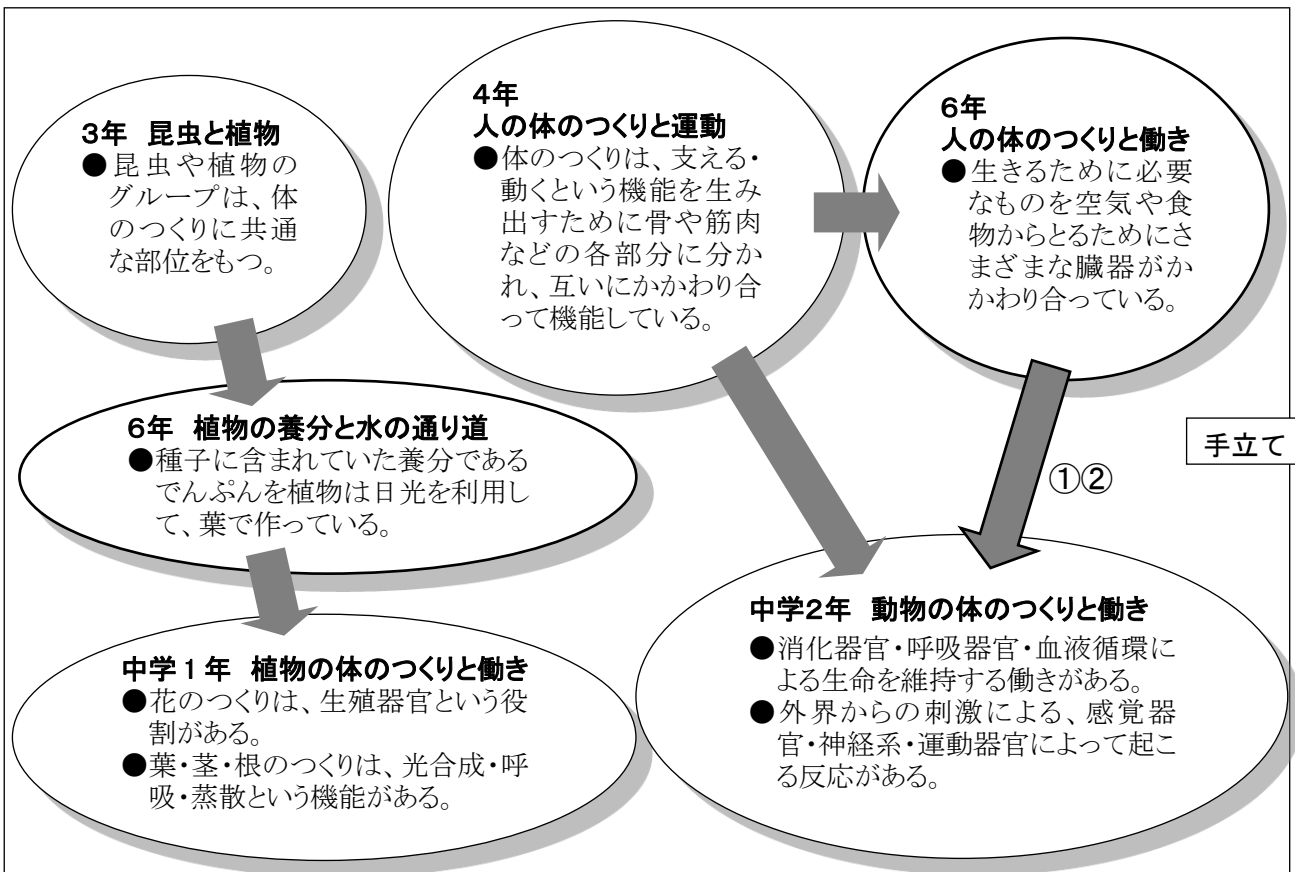 3年 昆虫と植物
●昆虫や植物の
グループは、体
のつくりに共通
な部位をもつ。
4年
人の体のつくりと運動
●体のつくりは、支える・
動くという機能を生み
出すために骨や筋肉
などの各部分に分か
れ、互いにかかわり合
って機能している。
6年
人の体のつくりと働き
●生きるために必要
なものを空気や食
物からとるためにさ
まざまな臓器がか
かわり合っている。
6年 植物の養分と水の通り道
●種子に含まれていた養分である
でんぷんを植物は日光を利用し
て、葉で作っている。
手立て
①②
中学1年 植物の体のつくりと働き
●花のつくりは、生殖器官という役
割がある。
●葉・茎・根のつくりは、光合成・呼
吸・蒸散という機能がある。
中学2年 動物の体のつくりと働き
●消化器官・呼吸器官・血液循環に
よる生命を維持する働きがある。
●外界からの刺激による、感覚器
官・神経系・運動器官によって起こ
る反応がある。